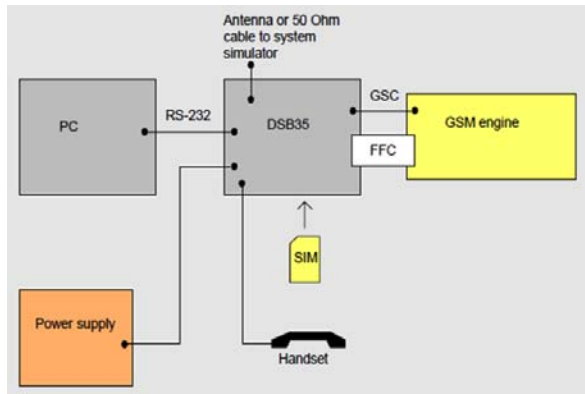 Antenna or 50 Ohm
cable to system
simulator
PC
RS-232
DSB35
GSC
GSM engine
FFC
SIM
Power supply
Handset